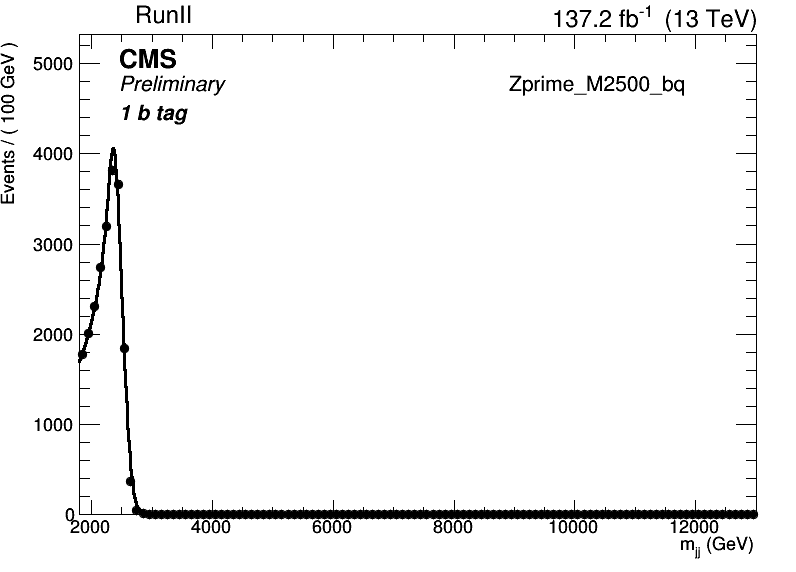 RunII
137.2 fb⁻¹ (13 TeV)
CMS
Preliminary
1 b tag
Zprime_M2500_bq
Events / ( 100 GeV )
5000
4000
3000
2000
1000
0
2000 4000 6000 8000 10000 12000
m_jj (GeV)